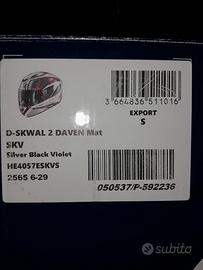 3 664836 511016
EXPORT
S
D-SKWAL 2 DAVEN Mat
SKV
Silver Black Violet
HE4057ESKVS
2565 6-29
050537/P-592236
subito